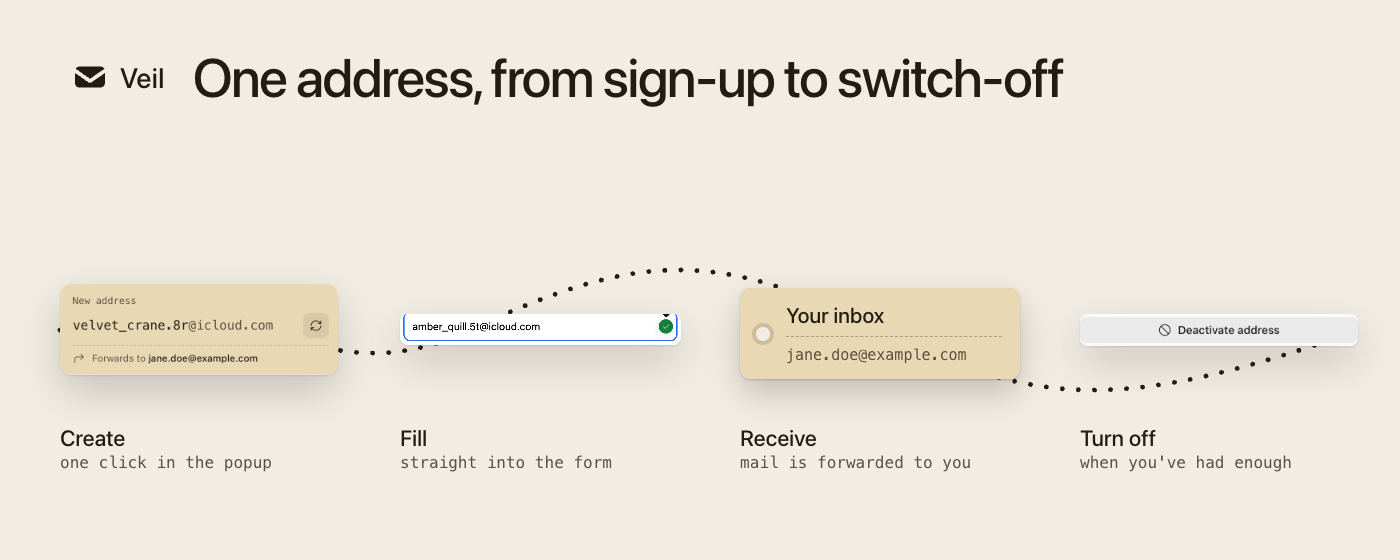 Veil
One address, from sign-up to switch-off
New address
velvet_crane.8r@icloud.com
Forwards to jane.doe@example.com
amber_quill.5t@icloud.com
Your inbox
jane.doe@example.com
Deactivate address
Create
one click in the popup
Fill
straight into the form
Receive
mail is forwarded to you
Turn off
when you've had enough